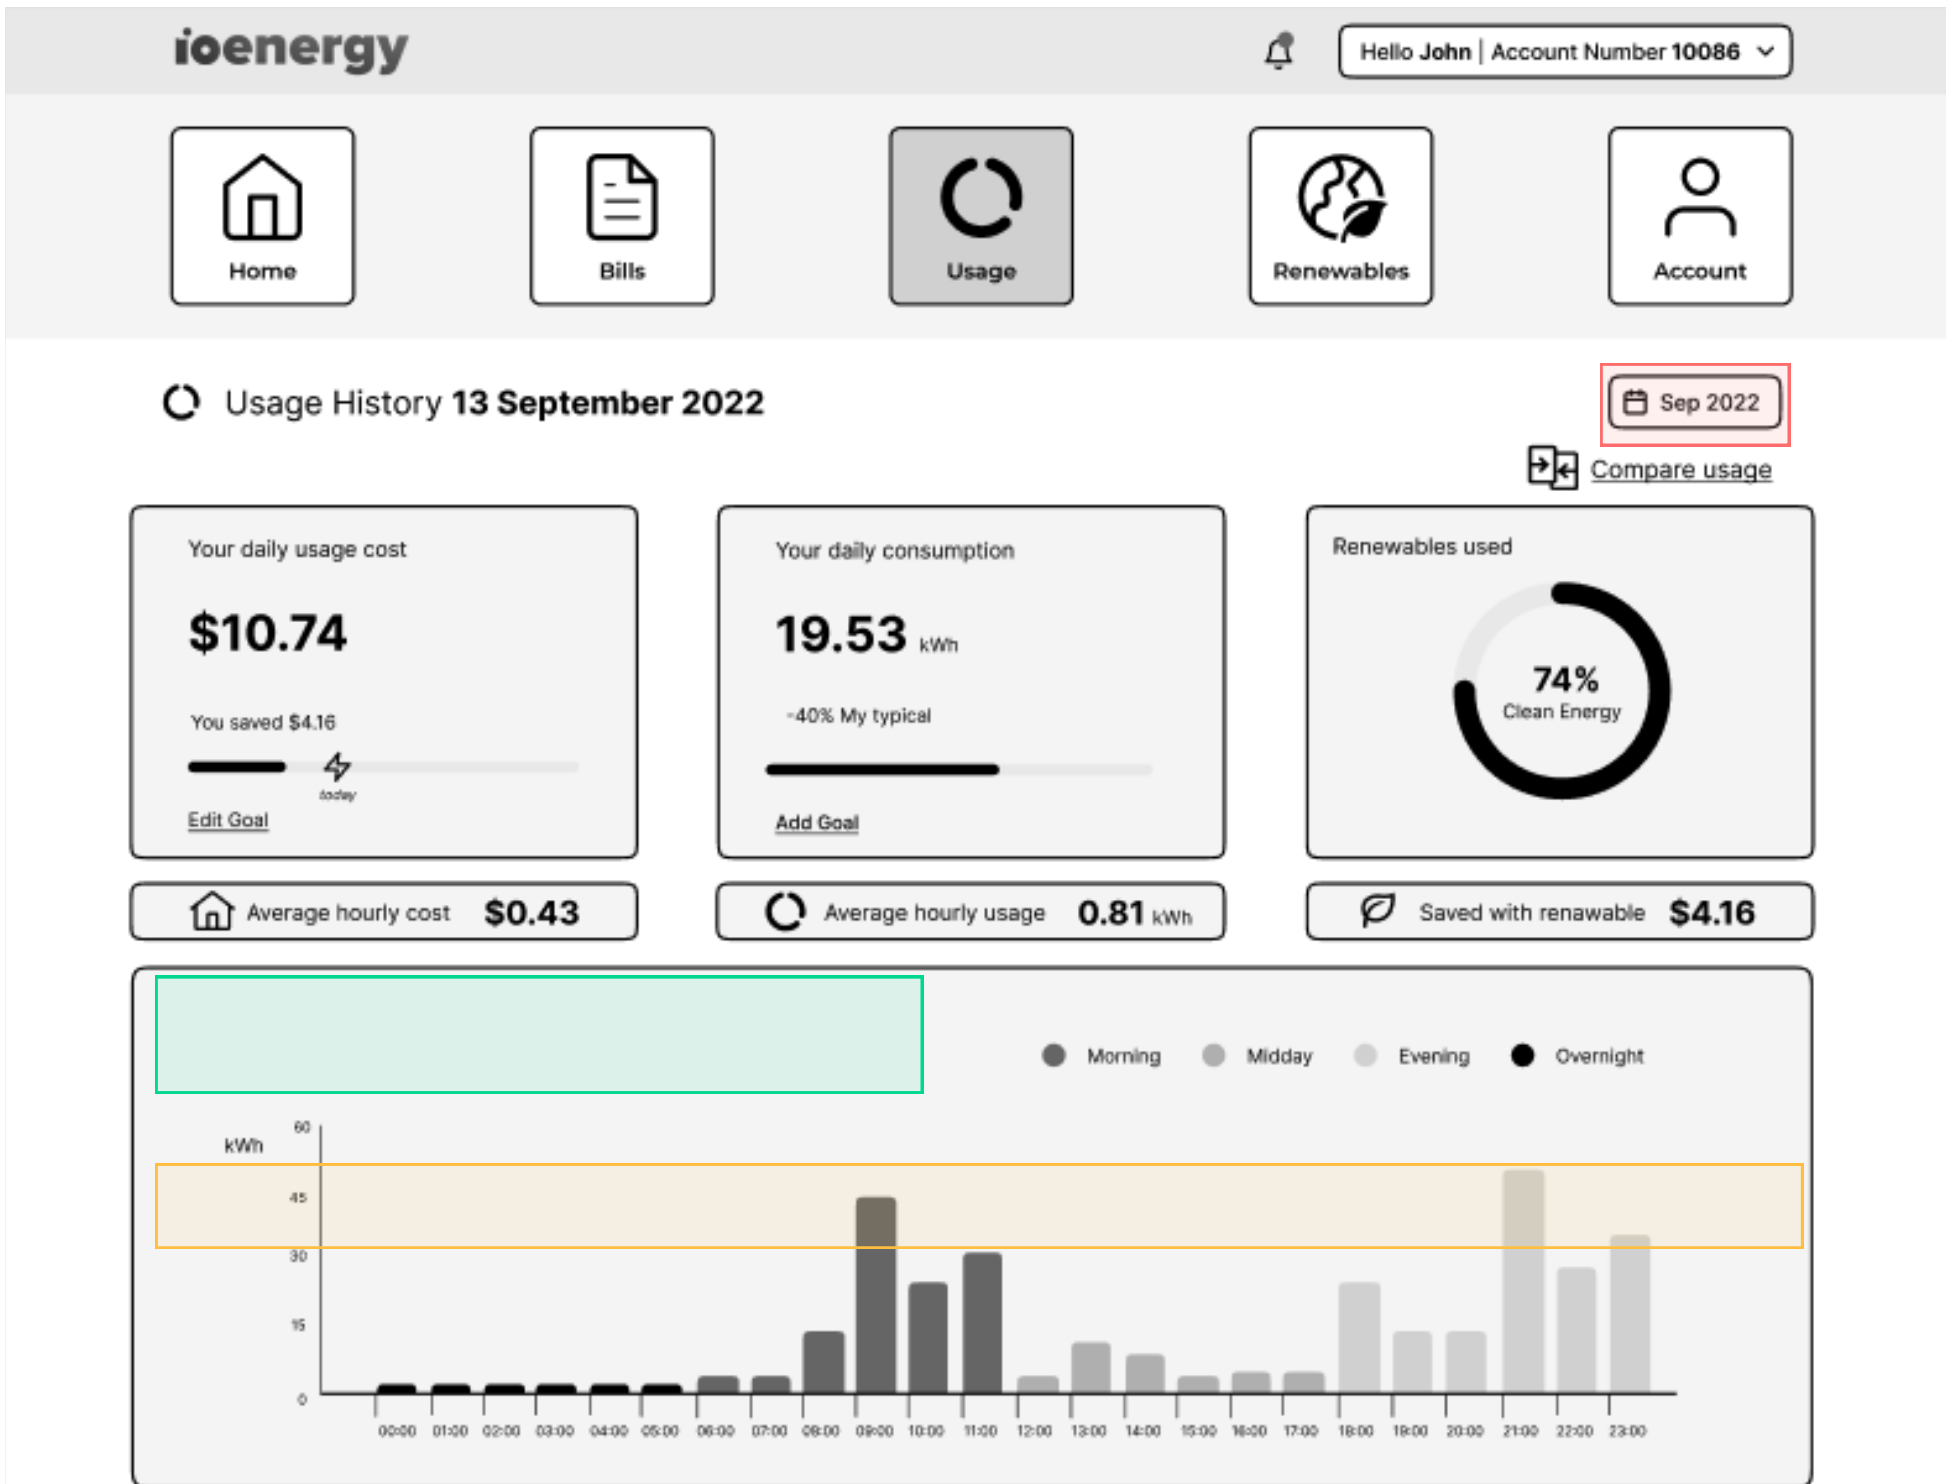 ioenergy
Hello John | Account Number 10086
Home
Bills
Usage
Renewables
Account
Usage History 13 September 2022
Sep 2022
Compare usage
Your daily usage cost
$10.74
You saved $4.16
today
Edit Goal
Your daily consumption
19.53 kWh
-40% My typical
Add Goal
Renewables used
74%
Clean Energy
Average hourly cost $0.43
Average hourly usage 0.81 kWh
Saved with renawable $4.16
Morning Midday Evening Overnight
kWh
60
45
30
15
0
00:00 01:00 02:00 03:00 04:00 05:00 06:00 07:00 08:00 09:00 10:00 11:00 12:00 13:00 14:00 15:00 16:00 17:00 18:00 19:00 20:00 21:00 22:00 23:00